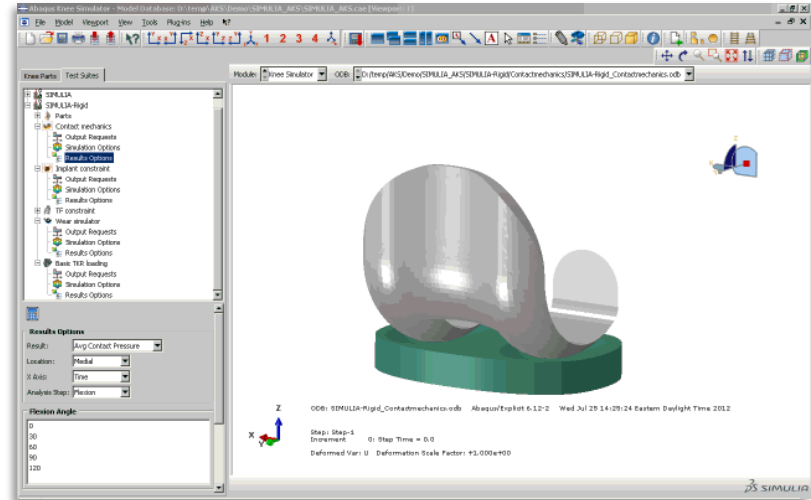 Abaqus Knee Simulator - Model Database: D:\temp\AKS\Demo\SIMULIA_AKS\SIMULIA_AKS.cae [Viewport: 1]
File Model Viewport View Tools Plug-ins Help
1 2 3 4
Knee Parts Test Suites
Module: Knee Simulator ODB: D:/temp/AKS/Demo/SIMULIA_AKS/SIMULIA-Rigid/Contactmechanics/SIMULIA-Rigid_Contactmechanics.odb
SIMULIA
SIMULIA-Rigid
Parts
Contact mechanics
Output Requests
Simulation Options
Results Options
Implant constraint
Output Requests
Simulation Options
Results Options
TF constraint
Wear simulator
Output Requests
Simulation Options
Results Options
Basic TKR loading
Output Requests
Simulation Options
Results Options
Results Options
Result: Avg Contact Pressure
Location: Medial
X Axis: Time
Analysis Step: Flexion
Flexion Angle
0
30
60
90
120
Z
X
Y
Z
X
ODB: SIMULIA-Rigid_Contactmechanics.odb Abaqus/Explicit 6.12-2 Wed Jul 25 14:25:24 Eastern Daylight Time 2012
Step: Step-1
Increment 0: Step Time = 0.0
Deformed Var: U Deformation Scale Factor: +1.000e+00
SIMULIA